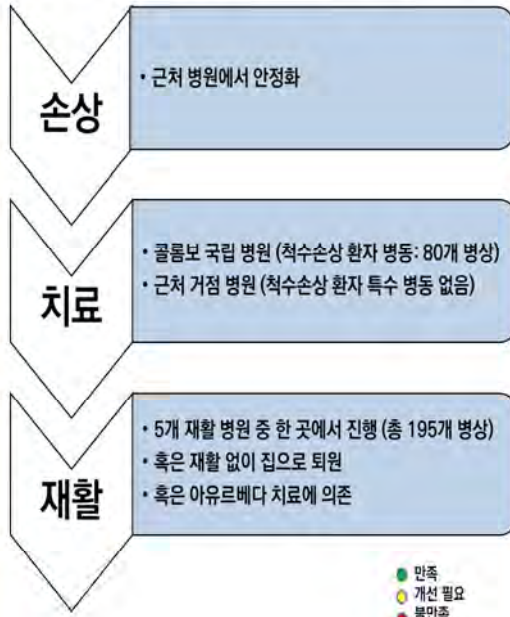 손상
• 근처 병원에서 안정화
치료
• 콜롬보 국립 병원 (척수손상 환자 병동: 80개 병상)
• 근처 거점 병원 (척수손상 환자 특수 병동 없음)
재활
• 5개 재활 병원 중 한 곳에서 진행 (총 195개 병상)
• 혹은 재활 없이 집으로 퇴원
• 혹은 아유르베다 치료에 의존
만족
개선 필요
불만족